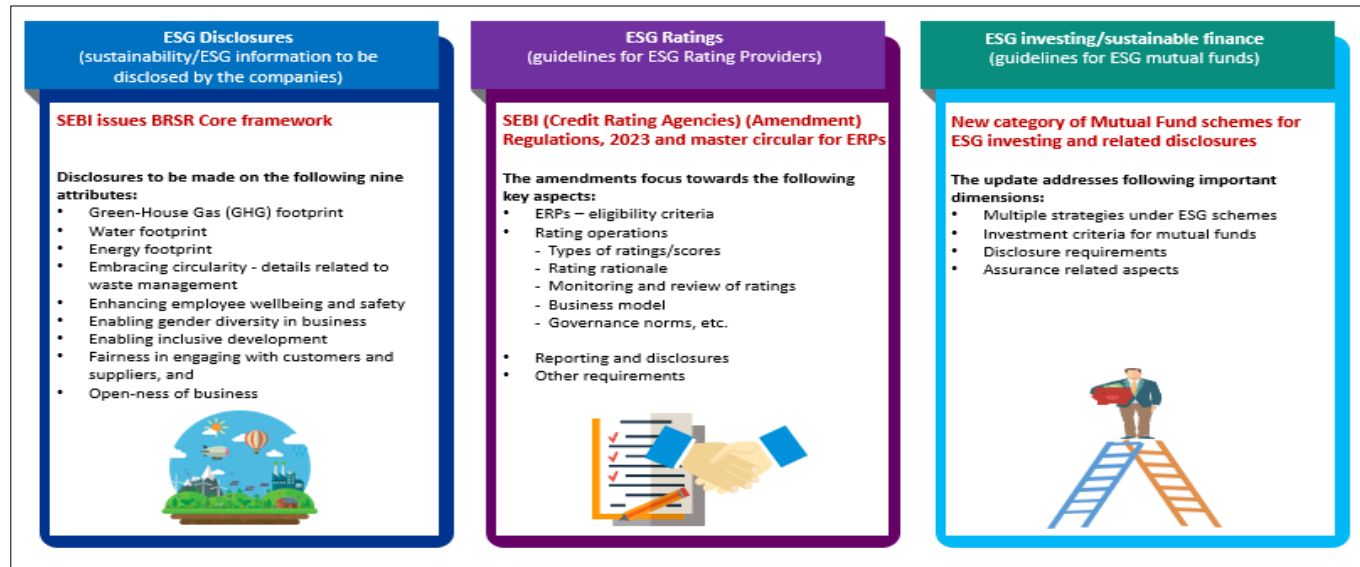 ESG Disclosures
(sustainability/ESG information to be
disclosed by the companies)
SEBI issues BRSR Core framework
Disclosures to be made on the following nine
attributes:
• Green-House Gas (GHG) footprint
• Water footprint
• Energy footprint
• Embracing circularity - details related to
waste management
• Enhancing employee wellbeing and safety
• Enabling gender diversity in business
• Enabling inclusive development
• Fairness in engaging with customers and
suppliers, and
• Open-ness of business
ESG Ratings
(guidelines for ESG Rating Providers)
SEBI (Credit Rating Agencies) (Amendment)
Regulations, 2023 and master circular for ERPs
The amendments focus towards the following
key aspects:
• ERPs – eligibility criteria
• Rating operations
- Types of ratings/scores
- Rating rationale
- Monitoring and review of ratings
- Business model
- Governance norms, etc.
• Reporting and disclosures
• Other requirements
ESG investing/sustainable finance
(guidelines for ESG mutual funds)
New category of Mutual Fund schemes for
ESG investing and related disclosures
The update addresses following important
dimensions:
• Multiple strategies under ESG schemes
• Investment criteria for mutual funds
• Disclosure requirements
• Assurance related aspects